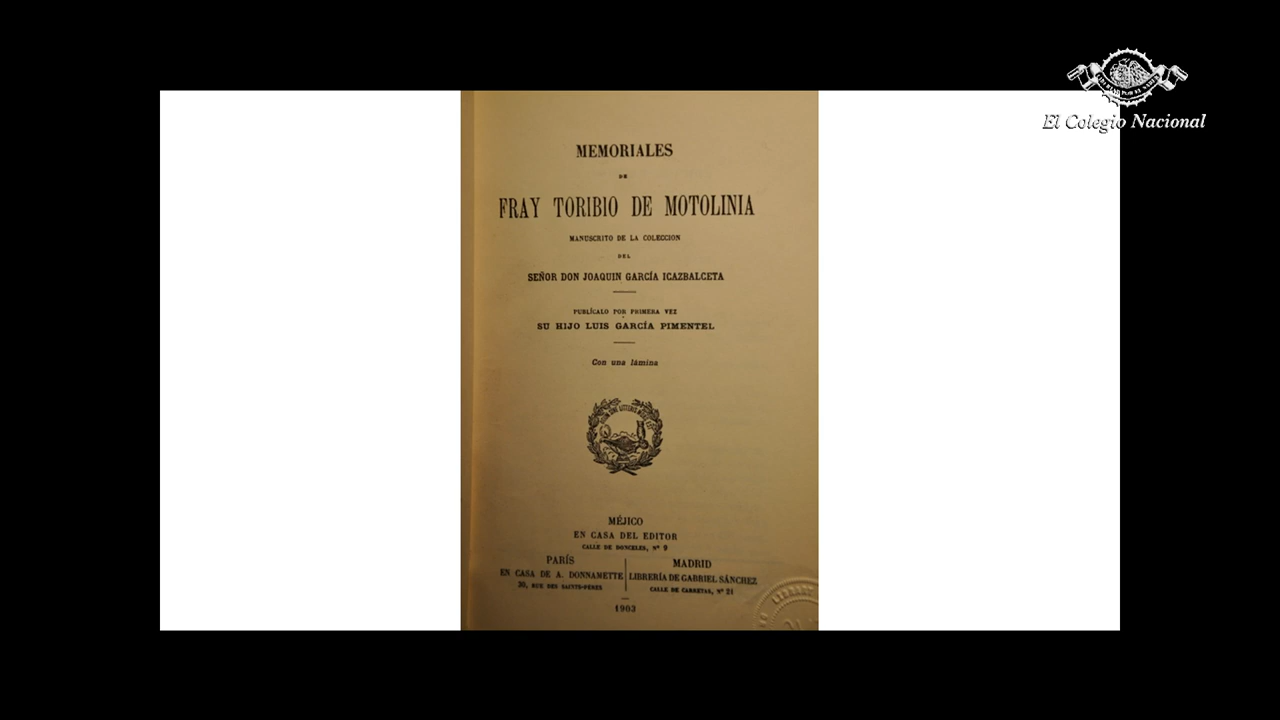 El Colegio Nacional
MEMORIALES
DE
FRAY TORIBIO DE MOTOLINIA
MANUSCRITO DE LA COLECCION
DEL
SEÑOR DON JOAQUIN GARCÍA ICAZBALCETA
PUBLÍCALO POR PRIMERA VEZ
SU HIJO LUIS GARCÍA PIMENTEL
Con una lámina
MÉJICO
EN CASA DEL EDITOR
CALLE DE DONCELES, Nº 9
PARÍS
EN CASA DE A. DONNAMETTE
30, RUE DES SAINTS-PÈRES
MADRID
LIBRERÍA DE GABRIEL SÁNCHEZ
CALLE DE CARRETAS, Nº 21
1903
LIBRARY